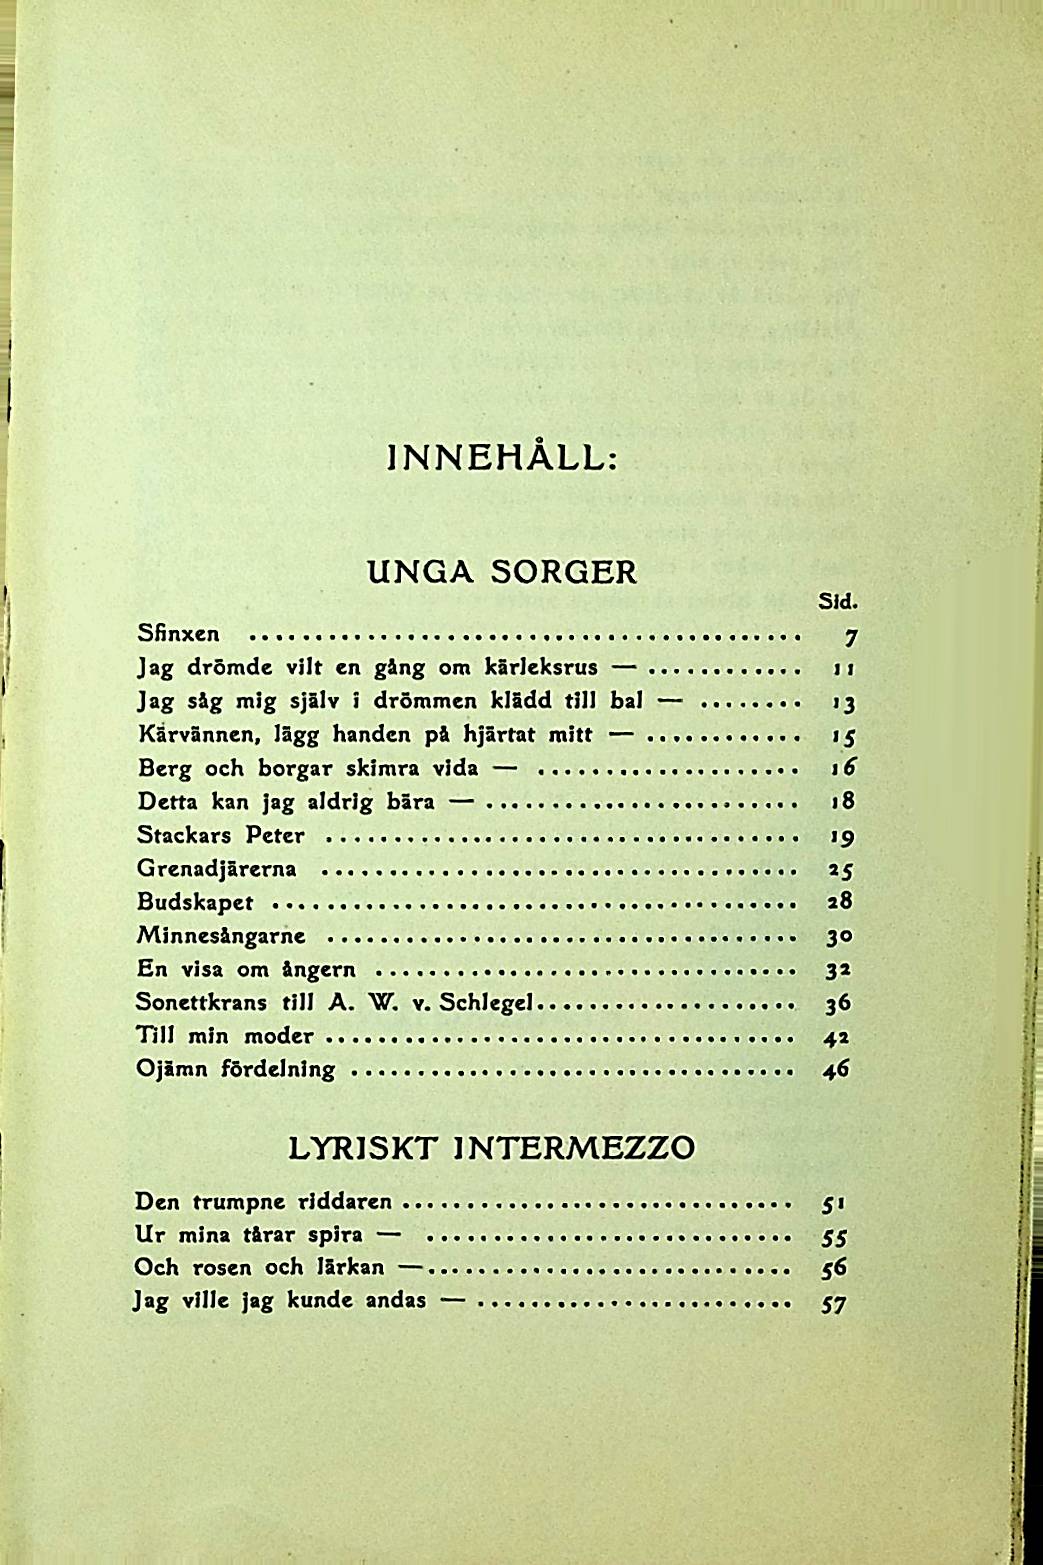 INNEHÅLL:
UNGA SORGER
Sid.
Sfinxen .......................................... 7
Jag drömde vilt en gång om kärleksrus — ............ 11
Jag såg mig själv i drömmen klädd till bal — ........ 13
Kärvännen, lägg handen på hjärtat mitt — ............ 15
Berg och borgar skimra vida — .................... 16
Detta kan jag aldrig bära — ........................ 18
Stackars Peter .................................... 19
Grenadjärerna .................................... 25
Budskapet ........................................ 28
Minnesångarne .................................... 30
En visa om ångern ................................ 32
Sonettkrans till A. W. v. Schlegel.................... 36
Till min moder .................................... 42
Ojämn fördelning .................................. 46
LYRISKT INTERMEZZO
Den trumpne riddaren .............................. 51
Ur mina tårar spira — ............................ 55
Och rosen och lärkan —............................ 56
Jag ville jag kunde andas — ........................ 57